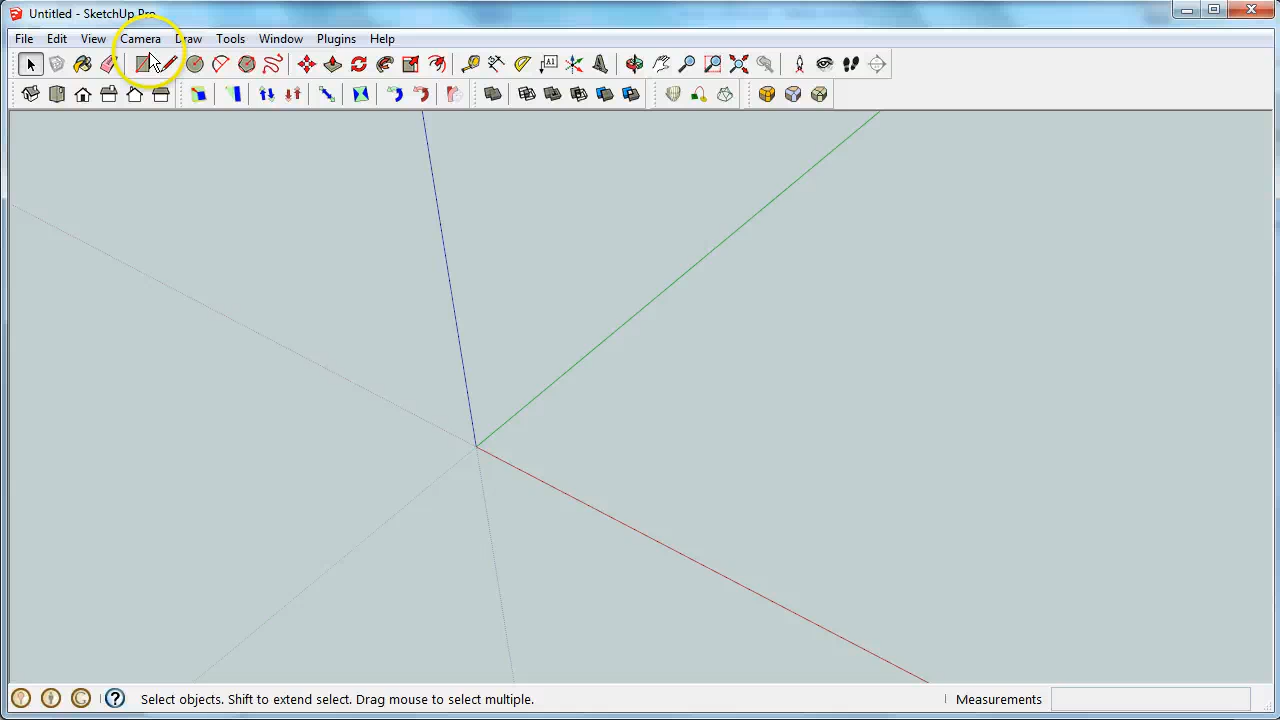 Untitled - SketchUp Pro
File Edit View Camera Draw Tools Window Plugins Help
A1
Select objects. Shift to extend select. Drag mouse to select multiple.
Measurements